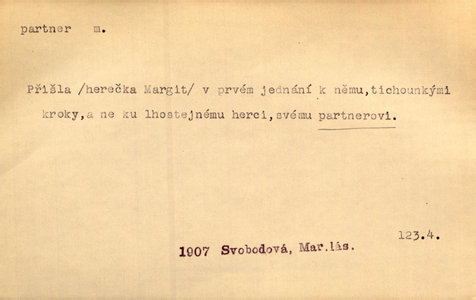 partner m.
Přišla /herečka Margit/ v prvém jednání k němu,tichounkými
kroky,a ne ku lhostejnému herci,svému partnerovi.
123.4.
1907 Svobodová, Mar.lás.